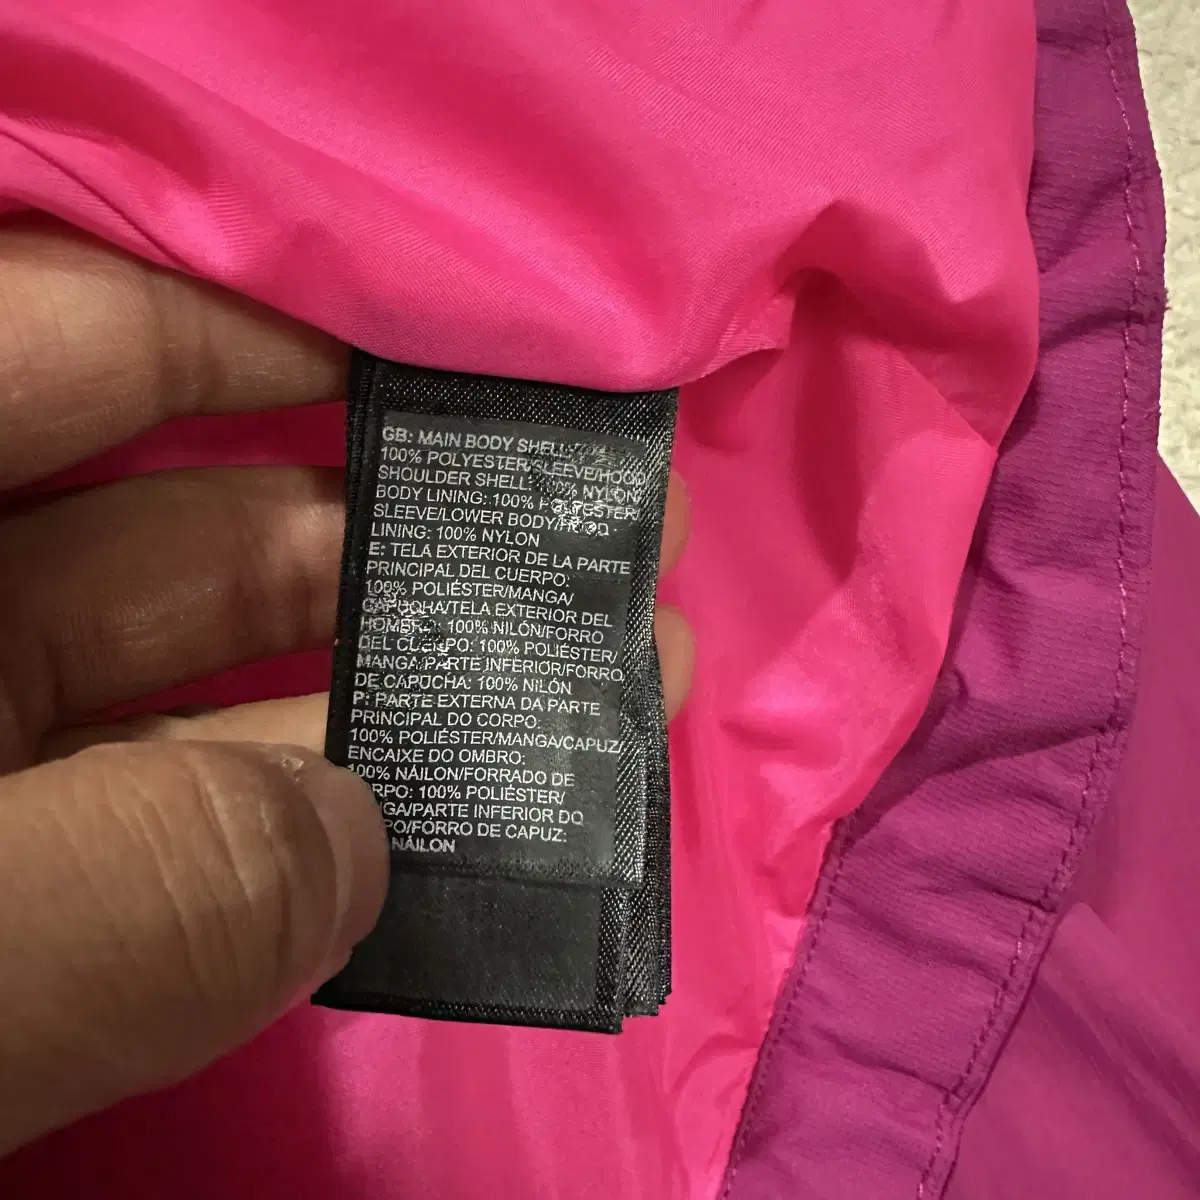 GB: MAIN BODY SHELL:
100% POLYESTER/SLEEVE/HOOD
SHOULDER SHELL: NYLON/
BODY LINING: 100% POLYESTER/
SLEEVE/LOWER BODY/HOOD
LINING: 100% NYLON
E: TELA EXTERIOR DE LA PARTE
PRINCIPAL DEL CUERPO:
100% POLIÉSTER/MANGA/
CAPUCHA/TELA EXTERIOR DEL
HOMBRO: 100% NILÓN/FORRO
DEL CUERPO: 100% POLIÉSTER/
MANGA/PARTE INFERIOR/FORRO
DE CAPUCHA: 100% NILÓN
P: PARTE EXTERNA DA PARTE
PRINCIPAL DO CORPO:
100% POLIÉSTER/MANGA/CAPUZ/
ENCAIXE DO OMBRO:
100% NÁILON/FORRADO DE
RPO: 100% POLIÉSTER/
GA/PARTE INFERIOR DO
PO/FORRO DE CAPUZ:
NÁILON